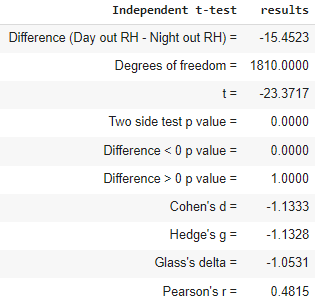 Independent t-test results
Difference (Day out RH - Night out RH) = -15.4523
Degrees of freedom = 1810.0000
t = -23.3717
Two side test p value = 0.0000
Difference < 0 p value = 0.0000
Difference > 0 p value = 1.0000
Cohen's d = -1.1333
Hedge's g = -1.1328
Glass's delta = -1.0531
Pearson's r = 0.4815